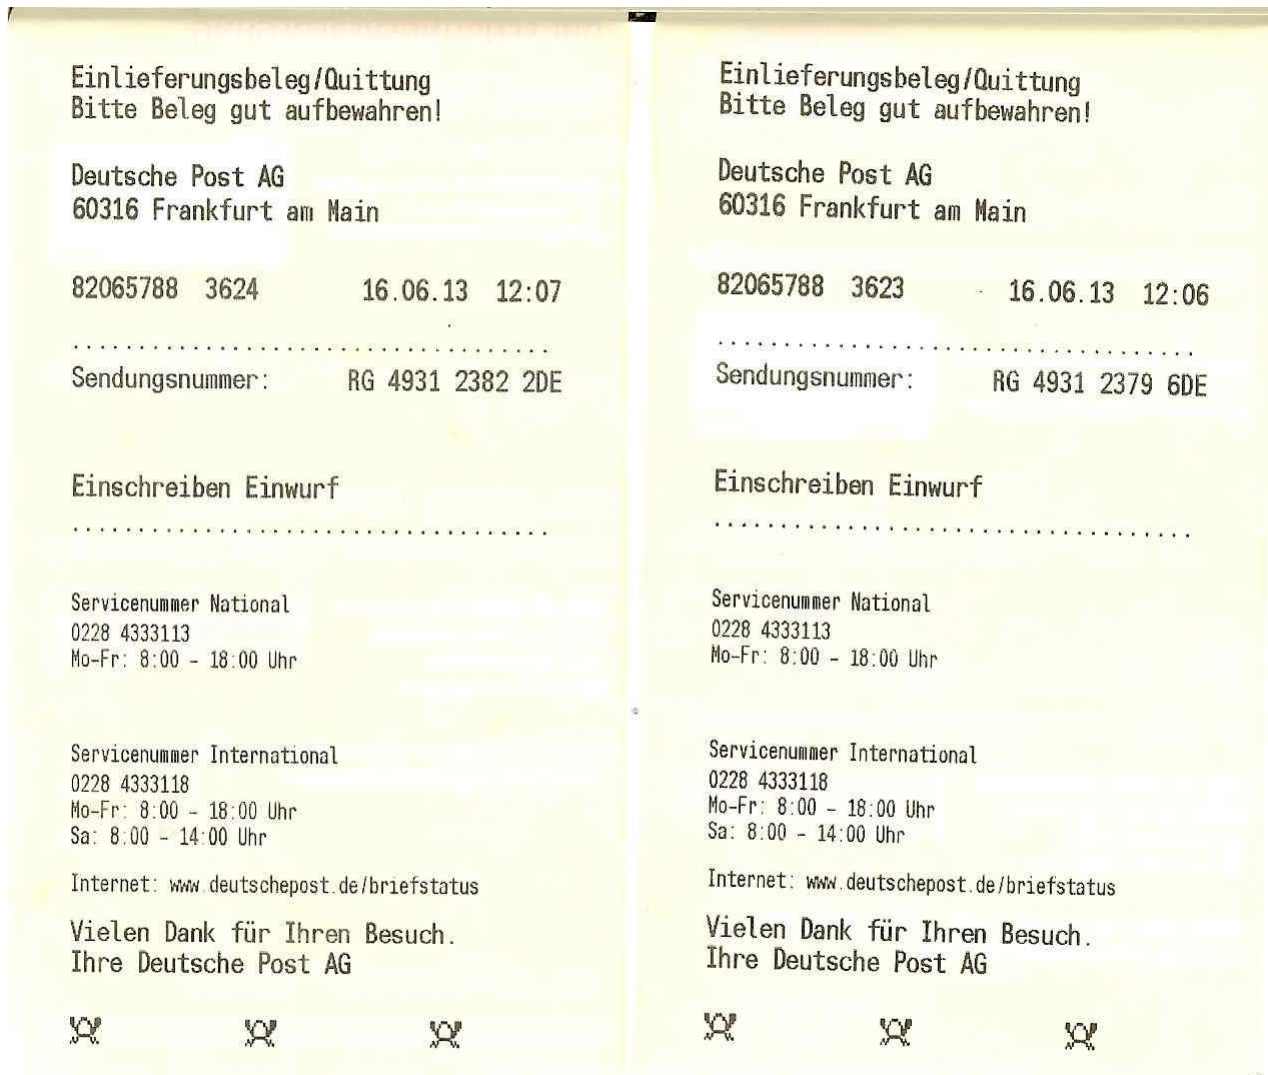 Einlieferungsbeleg/Quittung
Bitte Beleg gut aufbewahren!
Deutsche Post AG
60316 Frankfurt am Main
82065788 3624 16.06.13 12:07
....................................
Sendungsnummer: RG 4931 2382 2DE
Einschreiben Einwurf
....................................
Servicenummer National
0228 4333113
Mo-Fr: 8:00 - 18:00 Uhr
Servicenummer International
0228 4333118
Mo-Fr: 8:00 - 18:00 Uhr
Sa: 8:00 - 14:00 Uhr
Internet: www.deutschepost.de/briefstatus
Vielen Dank für Ihren Besuch.
Ihre Deutsche Post AG
Einlieferungsbeleg/Quittung
Bitte Beleg gut aufbewahren!
Deutsche Post AG
60316 Frankfurt am Main
82065788 3623 16.06.13 12:06
....................................
Sendungsnummer: RG 4931 2379 6DE
Einschreiben Einwurf
....................................
Servicenummer National
0228 4333113
Mo-Fr: 8:00 - 18:00 Uhr
Servicenummer International
0228 4333118
Mo-Fr: 8:00 - 18:00 Uhr
Sa: 8:00 - 14:00 Uhr
Internet: www.deutschepost.de/briefstatus
Vielen Dank für Ihren Besuch.
Ihre Deutsche Post AG